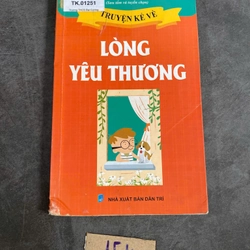 TK.01251
TRUYỆN KỂ VỀ
LÒNG
YÊU THƯƠNG
NHÀ XUẤT BẢN DÂN TRÍ